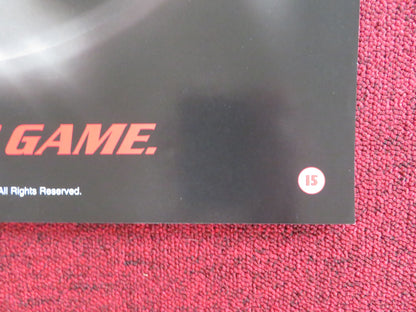 GAME.
15
All Rights Reserved.